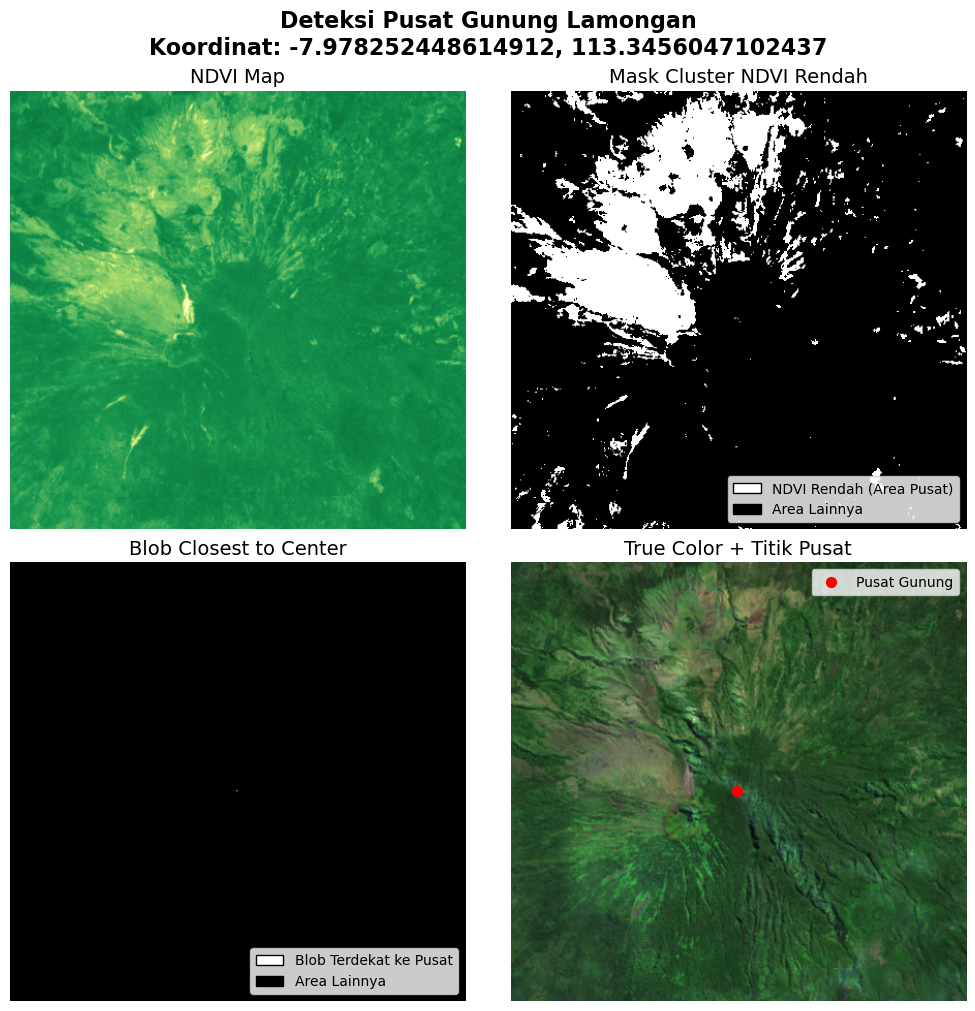 Deteksi Pusat Gunung Lamongan
Koordinat: -7.978252448614912, 113.3456047102437
NDVI Map
Mask Cluster NDVI Rendah
NDVI Rendah (Area Pusat)
Area Lainnya
Blob Closest to Center
Blob Terdekat ke Pusat
Area Lainnya
True Color + Titik Pusat
Pusat Gunung